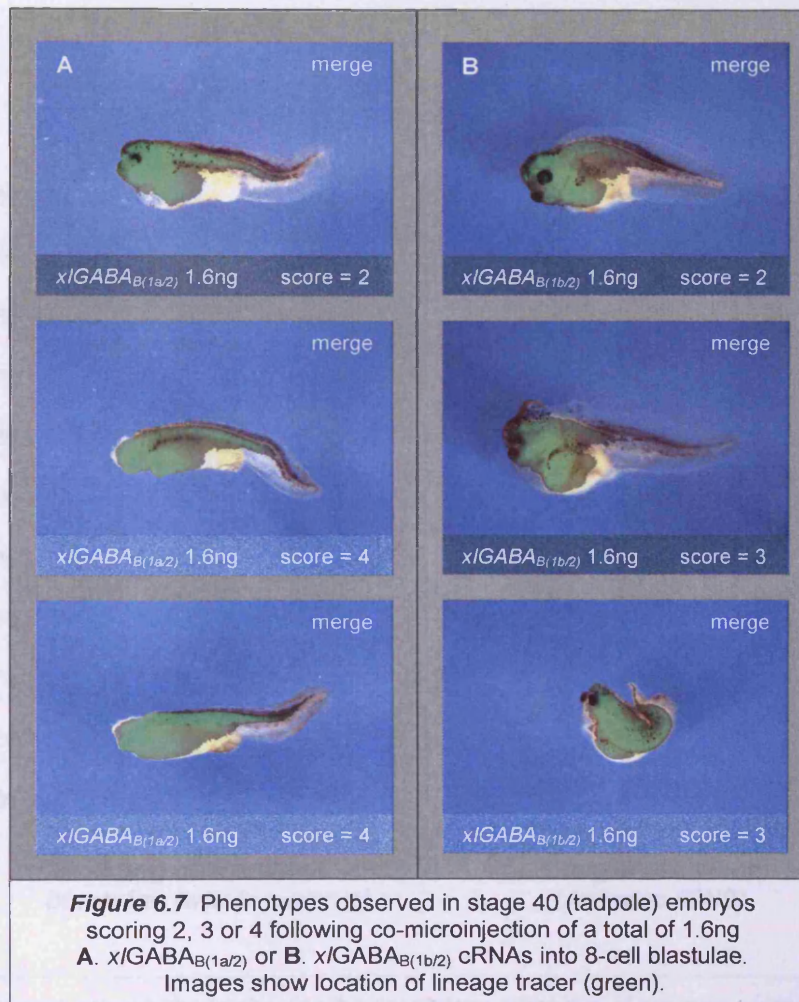 A merge
xlGABAB(1a/2) 1.6ng score = 2
merge
xlGABAB(1a/2) 1.6ng score = 4
merge
xlGABAB(1a/2) 1.6ng score = 4
B merge
xlGABAB(1b/2) 1.6ng score = 2
merge
xlGABAB(1b/2) 1.6ng score = 3
merge
xlGABAB(1b/2) 1.6ng score = 3
Figure 6.7 Phenotypes observed in stage 40 (tadpole) embryos
scoring 2, 3 or 4 following co-microinjection of a total of 1.6ng
A. xlGABAB(1a/2) or B. xlGABAB(1b/2) cRNAs into 8-cell blastulae.
Images show location of lineage tracer (green).